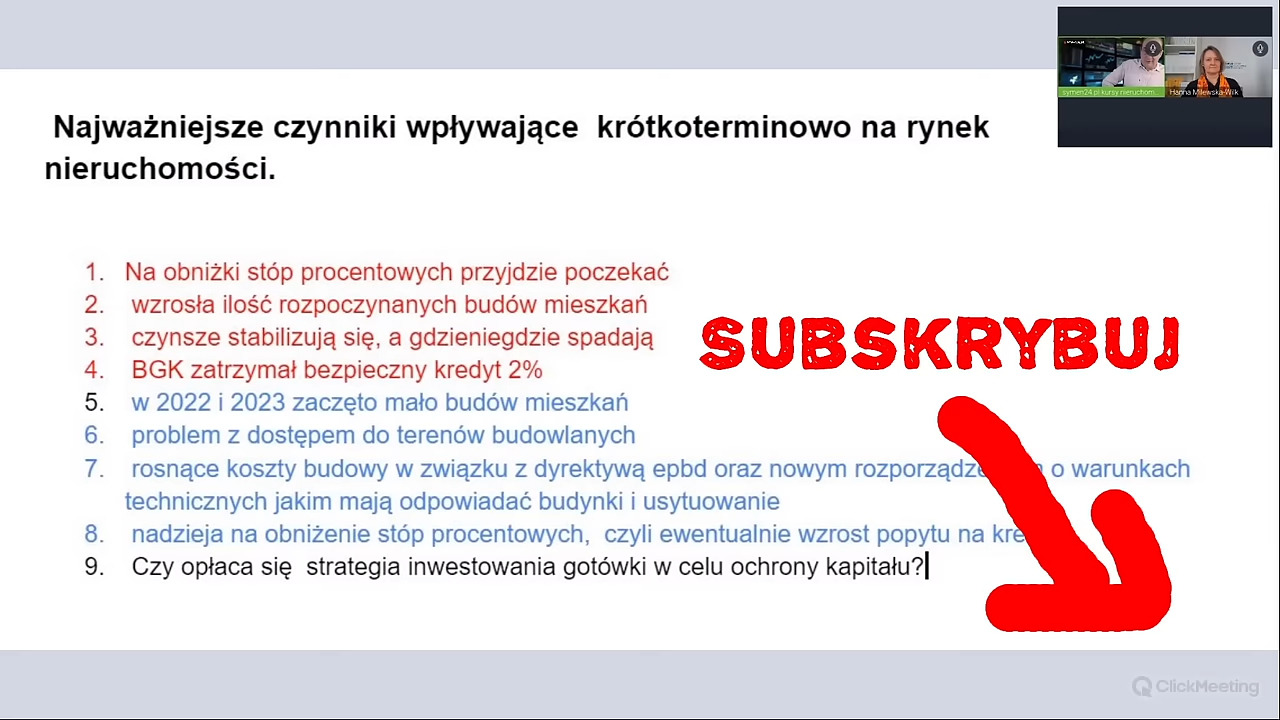 symen24.pl kursy nieruchom...
Hanna Milewska-Wilk
Najważniejsze czynniki wpływające krótkoterminowo na rynek
nieruchomości.
1. Na obniżki stóp procentowych przyjdzie poczekać
2. wzrosła ilość rozpoczynanych budów mieszkań
3. czynsze stabilizują się, a gdzieniegdzie spadają
4. BGK zatrzymał bezpieczny kredyt 2%
5. w 2022 i 2023 zaczęto mało budów mieszkań
6. problem z dostępem do terenów budowlanych
7. rosnące koszty budowy w związku z dyrektywą epbd oraz nowym o warunkach
technicznych jakim mają odpowiadać budynki i usytuowanie
8. nadzieja na obniżenie stóp procentowych, czyli ewentualnie wzrost popytu na
9. Czy opłaca się strategia inwestowania gotówki w celu ochrony kapitału?
SUBSKRYBUJ
ClickMeeting